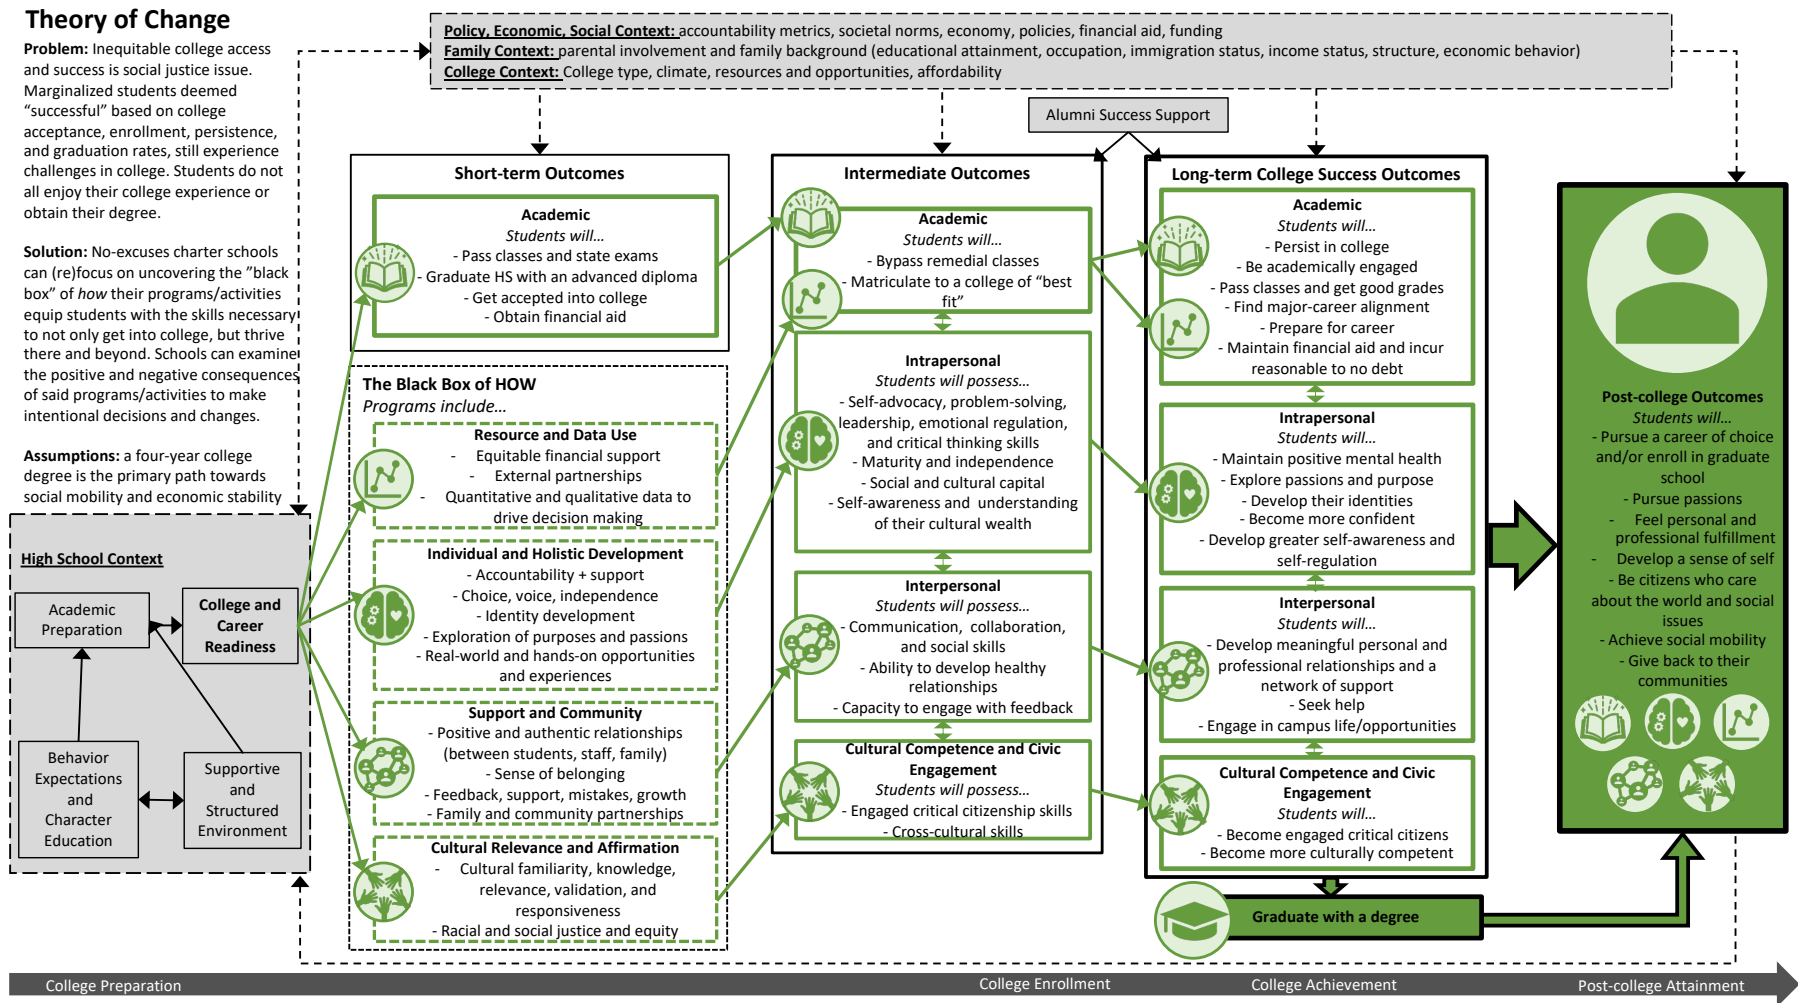 Theory of Change
Problem: Inequitable college access
and success is social justice issue.
Marginalized students deemed
“successful” based on college
acceptance, enrollment, persistence,
and graduation rates, still experience
challenges in college. Students do not
all enjoy their college experience or
obtain their degree.
Solution: No-excuses charter schools
can (re)focus on uncovering the ”black
box” of how their programs/activities
equip students with the skills necessary
to not only get into college, but thrive
there and beyond. Schools can examine
the positive and negative consequences
of said programs/activities to make
intentional decisions and changes.
Assumptions: a four-year college
degree is the primary path towards
social mobility and economic stability
Policy, Economic, Social Context: accountability metrics, societal norms, economy, policies, financial aid, funding
Family Context: parental involvement and family background (educational attainment, occupation, immigration status, income status, structure, economic behavior)
College Context: College type, climate, resources and opportunities, affordability
Alumni Success Support
High School Context
Academic
Preparation
College and
Career
Readiness
Behavior
Expectations
and
Character
Education
Supportive
and
Structured
Environment
Short-term Outcomes
Academic
Students will…
- Pass classes and state exams
- Graduate HS with an advanced diploma
- Get accepted into college
- Obtain financial aid
The Black Box of HOW
Programs include…
Resource and Data Use
- Equitable financial support
- External partnerships
- Quantitative and qualitative data to
drive decision making
Individual and Holistic Development
- Accountability + support
- Choice, voice, independence
- Identity development
- Exploration of purposes and passions
- Real-world and hands-on opportunities
and experiences
Support and Community
- Positive and authentic relationships
(between students, staff, family)
- Sense of belonging
- Feedback, support, mistakes, growth
- Family and community partnerships
Cultural Relevance and Affirmation
- Cultural familiarity, knowledge,
relevance, validation, and
responsiveness
- Racial and social justice and equity
Intermediate Outcomes
Academic
Students will…
- Bypass remedial classes
- Matriculate to a college of “best
fit”
Intrapersonal
Students will possess…
- Self-advocacy, problem-solving,
leadership, emotional regulation,
and critical thinking skills
- Maturity and independence
- Social and cultural capital
- Self-awareness and understanding
of their cultural wealth
Interpersonal
Students will possess…
- Communication, collaboration,
and social skills
- Ability to develop healthy
relationships
- Capacity to engage with feedback
Cultural Competence and Civic
Engagement
Students will possess…
- Engaged critical citizenship skills
- Cross-cultural skills
Long-term College Success Outcomes
Academic
Students will…
- Persist in college
- Be academically engaged
- Pass classes and get good grades
- Find major-career alignment
- Prepare for career
- Maintain financial aid and incur
reasonable to no debt
Intrapersonal
Students will…
- Maintain positive mental health
- Explore passions and purpose
- Develop their identities
- Become more confident
- Develop greater self-awareness and
self-regulation
Interpersonal
Students will…
- Develop meaningful personal and
professional relationships and a
network of support
- Seek help
- Engage in campus life/opportunities
Cultural Competence and Civic
Engagement
Students will…
- Become engaged critical citizens
- Become more culturally competent
Graduate with a degree
Post-college Outcomes
Students will…
- Pursue a career of choice
and/or enroll in graduate
school
- Pursue passions
- Feel personal and
professional fulfillment
- Develop a sense of self
- Be citizens who care
about the world and social
issues
- Achieve social mobility
- Give back to their
communities
College Preparation
College Enrollment
College Achievement
Post-college Attainment